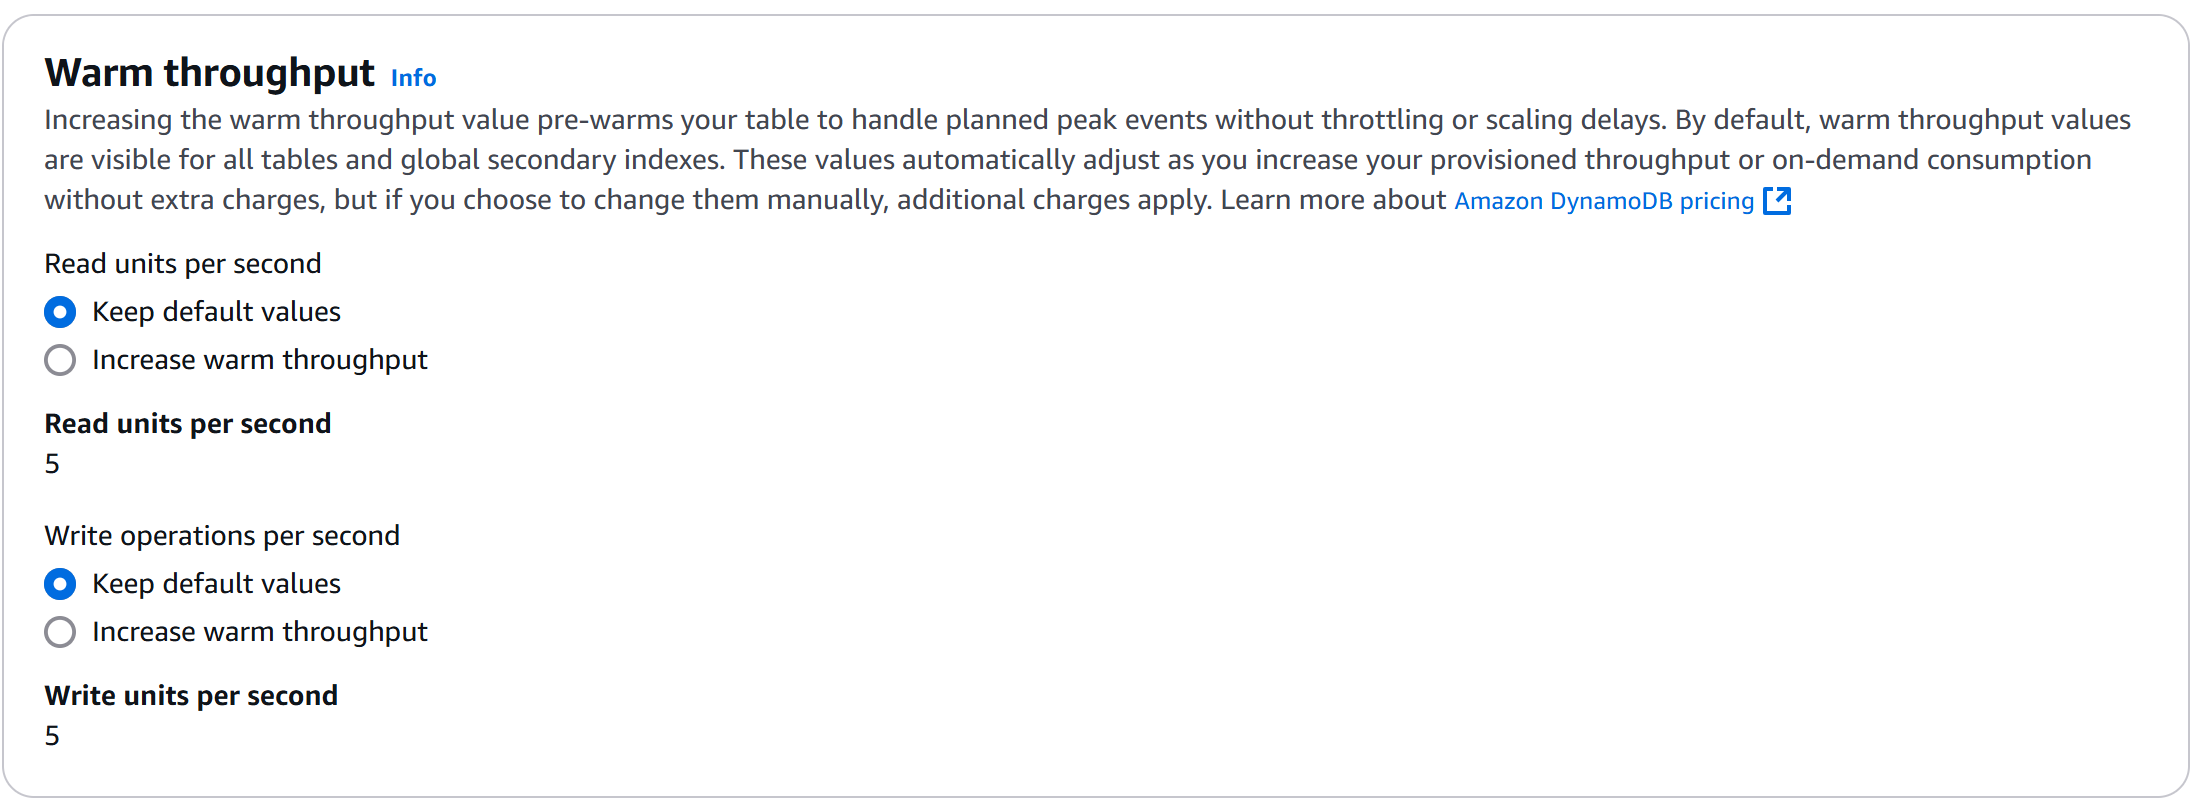 Warm throughput Info
Increasing the warm throughput value pre-warms your table to handle planned peak events without throttling or scaling delays. By default, warm throughput values
are visible for all tables and global secondary indexes. These values automatically adjust as you increase your provisioned throughput or on-demand consumption
without extra charges, but if you choose to change them manually, additional charges apply. Learn more about Amazon DynamoDB pricing
Read units per second
Keep default values
Increase warm throughput
Read units per second
5
Write operations per second
Keep default values
Increase warm throughput
Write units per second
5